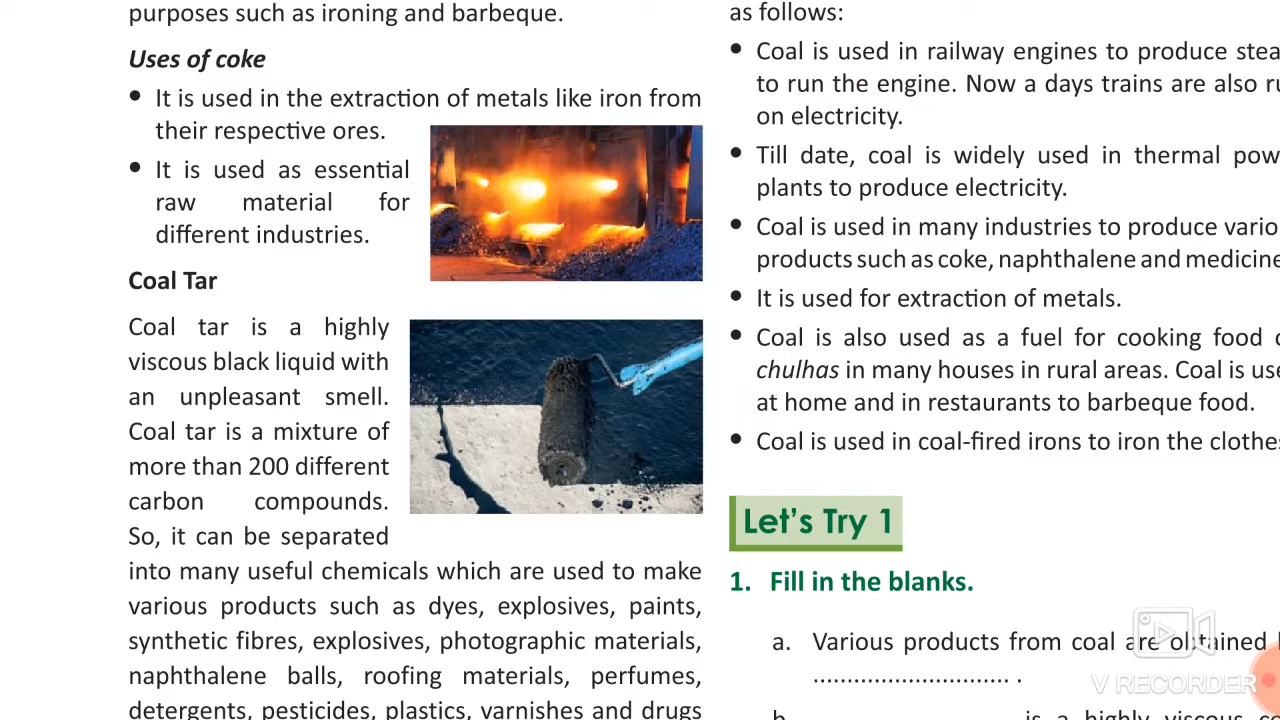 purposes such as ironing and barbeque.
Uses of coke
• It is used in the extraction of metals like iron from
their respective ores.
• It is used as essential
raw material for
different industries.
Coal Tar
Coal tar is a highly
viscous black liquid with
an unpleasant smell.
Coal tar is a mixture of
more than 200 different
carbon compounds.
So, it can be separated
into many useful chemicals which are used to make
various products such as dyes, explosives, paints,
synthetic fibres, explosives, photographic materials,
naphthalene balls, roofing materials, perfumes,
detergents, pesticides, plastics, varnishes and drugs
as follows:
• Coal is used in railway engines to produce stea
to run the engine. Now a days trains are also ru
on electricity.
• Till date, coal is widely used in thermal pow
plants to produce electricity.
• Coal is used in many industries to produce vario
products such as coke, naphthalene and medicine
• It is used for extraction of metals.
• Coal is also used as a fuel for cooking food o
chulhas in many houses in rural areas. Coal is use
at home and in restaurants to barbeque food.
• Coal is used in coal-fired irons to iron the clothes
Let's Try 1
1. Fill in the blanks.
a. Various products from coal are obtained
............................. .
b. is a highly viscous
V RECORDER